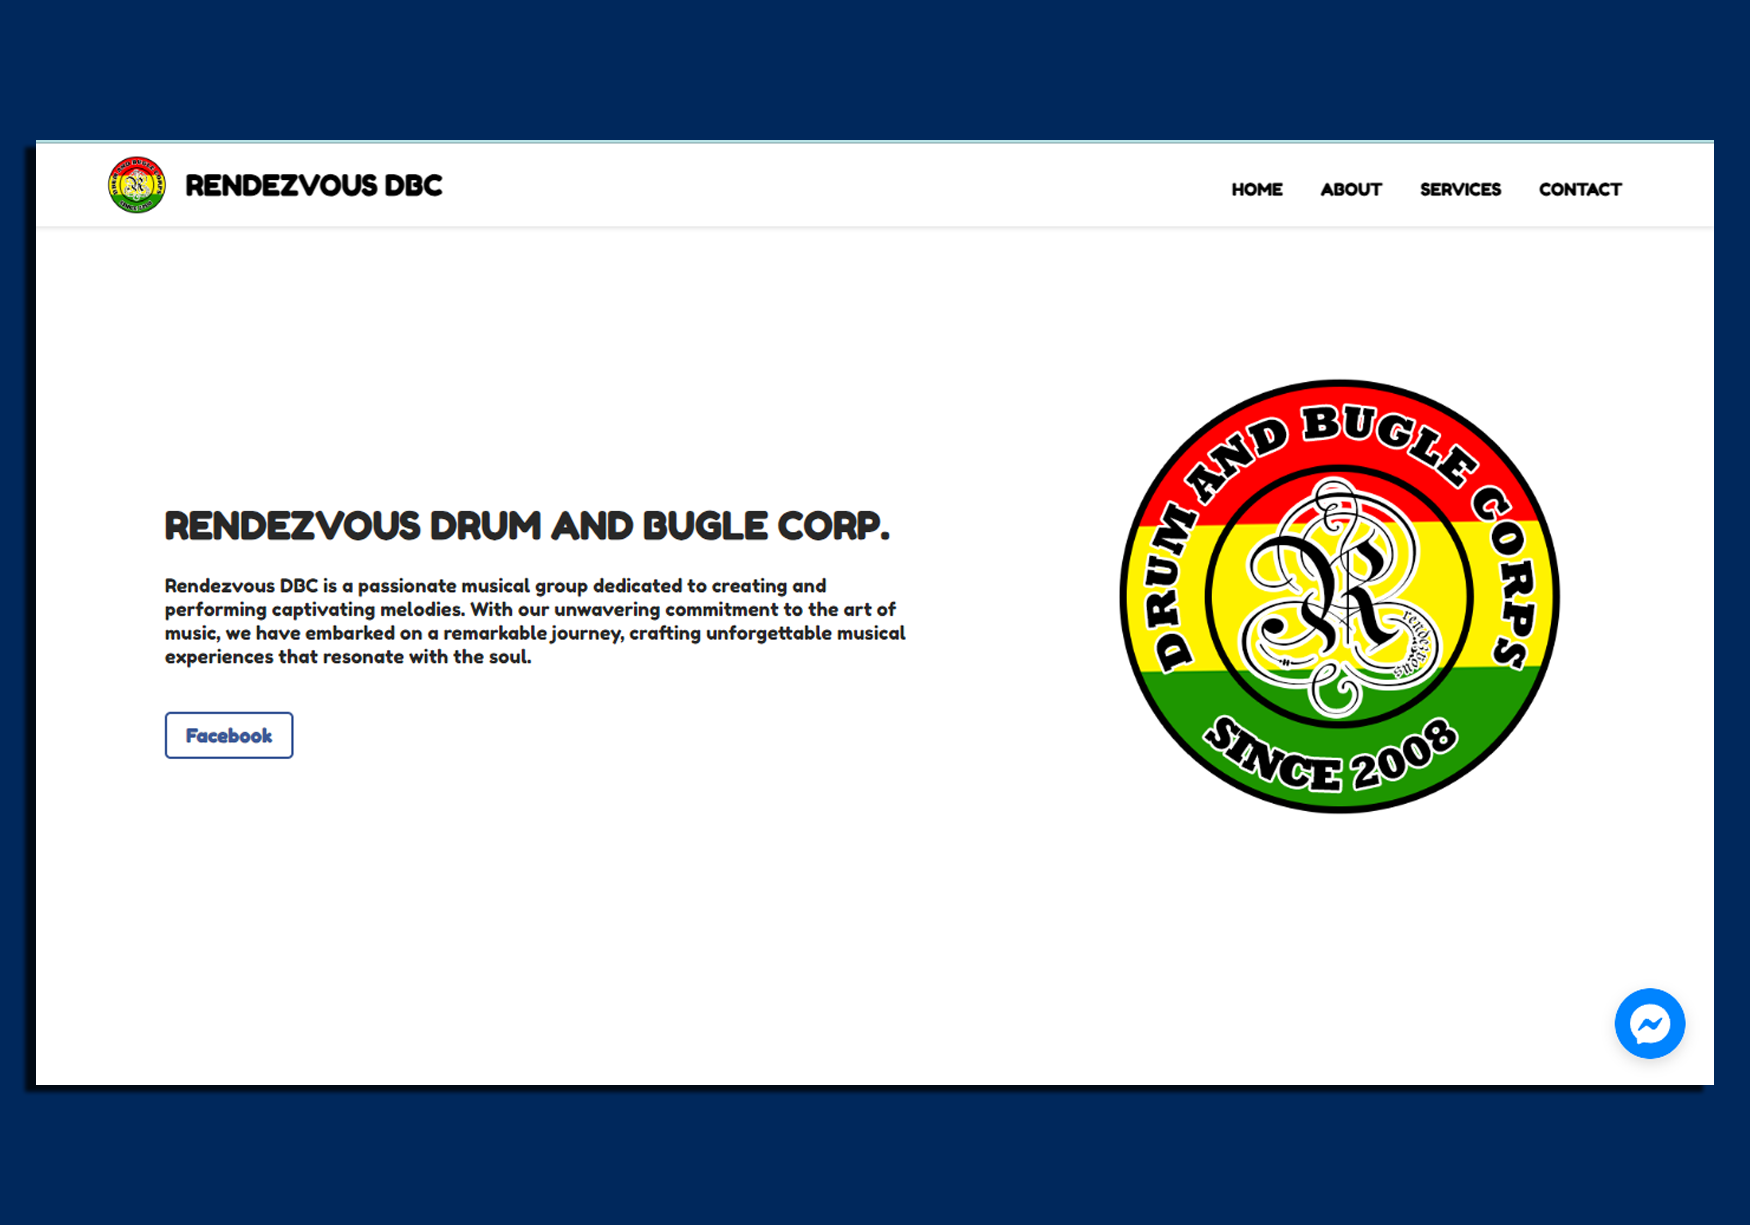 RENDEZVOUS DBC
HOME ABOUT SERVICES CONTACT
RENDEZVOUS DRUM AND BUGLE CORP.
Rendezvous DBC is a passionate musical group dedicated to creating and
performing captivating melodies. With our unwavering commitment to the art of
music, we have embarked on a remarkable journey, crafting unforgettable musical
experiences that resonate with the soul.
Facebook
DRUM AND BUGLE CORPS
R
rendezvous
SINCE 2008